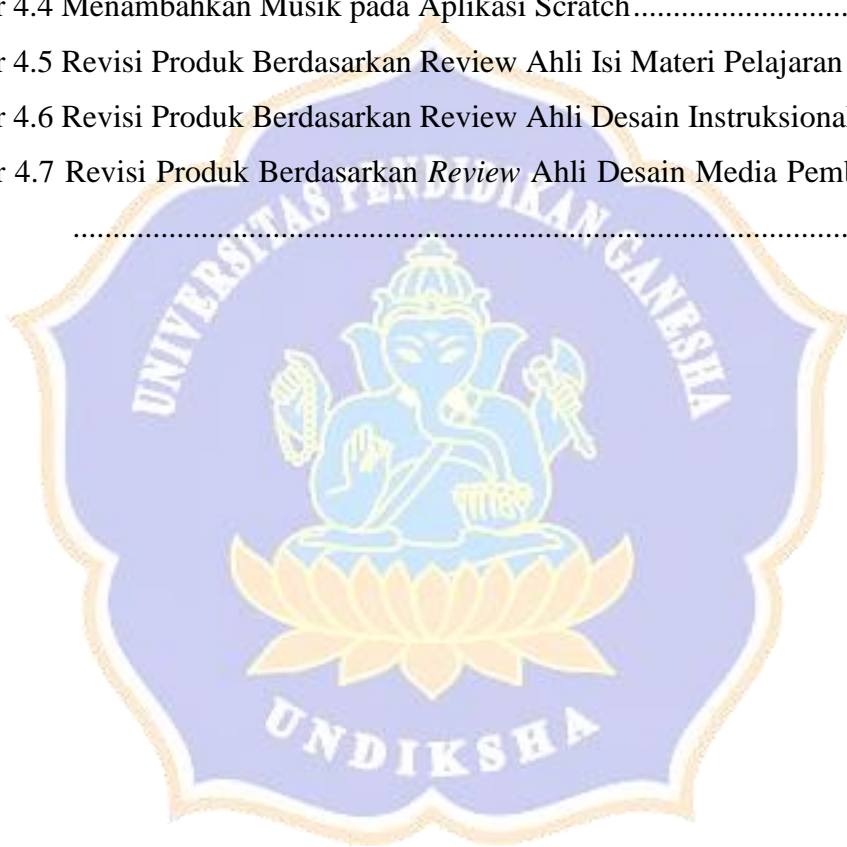 r 4.4 Menambahkan Musik pada Aplikasi Scratch...........................
r 4.5 Revisi Produk Berdasarkan Review Ahli Isi Materi Pelajaran
r 4.6 Revisi Produk Berdasarkan Review Ahli Desain Instruksional
r 4.7 Revisi Produk Berdasarkan Review Ahli Desain Media Pemb
....................................................................................................
UNIVERSITAS PENDIDIKAN GANESHA
UNDIKSHA